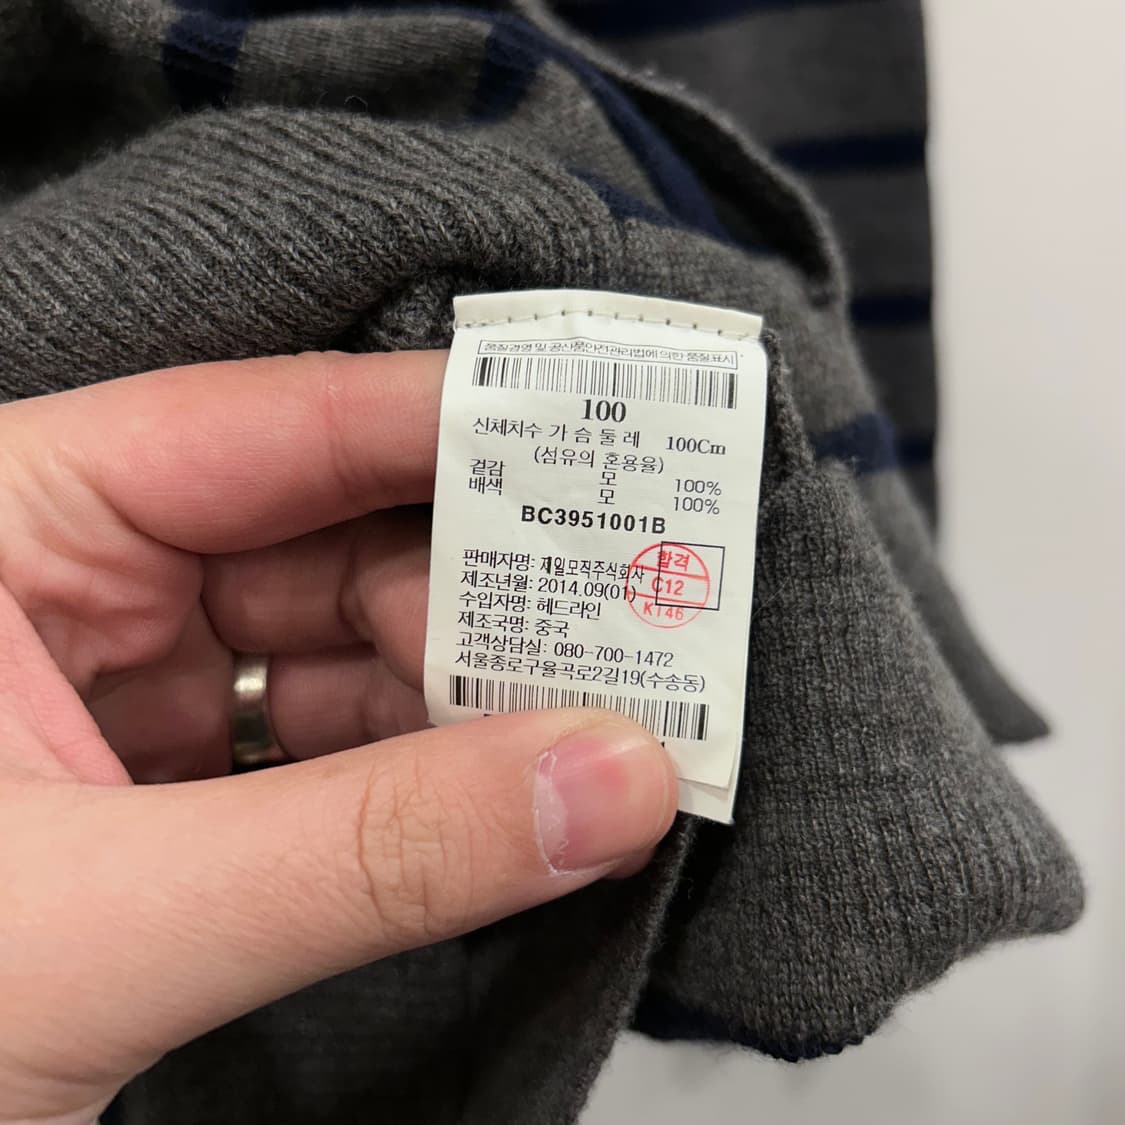 품질경영 및 공산품안전관리법에 의한 품질표시
100
신체치수 가 슴 둘 레 100Cm
(섬유의 혼용율)
겉감 모 100%
배색 모 100%
BC3951001B
판매자명: 제일모직주식회사
제조년월: 2014.09(01)
수입자명: 헤드라인
제조국명: 중국
고객상담실: 080-700-1472
서울종로구율곡로2길19(수송동)
합격
C12
K146